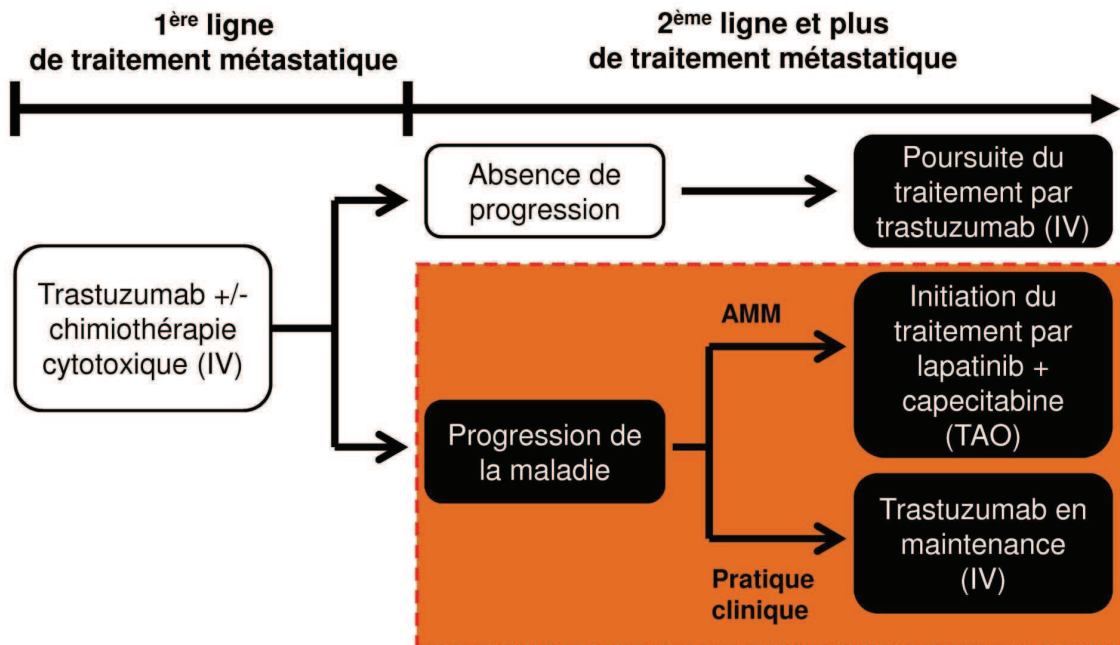 1ère ligne
de traitement métastatique
2ème ligne et plus
de traitement métastatique
Absence de
progression
Poursuite du
traitement par
trastuzumab (IV)
Trastuzumab +/-
chimiothérapie
cytotoxique (IV)
AMM
Initiation du
traitement par
lapatinib +
capecitabine
(TAO)
Progression de
la maladie
Pratique
clinique
Trastuzumab en
maintenance
(IV)